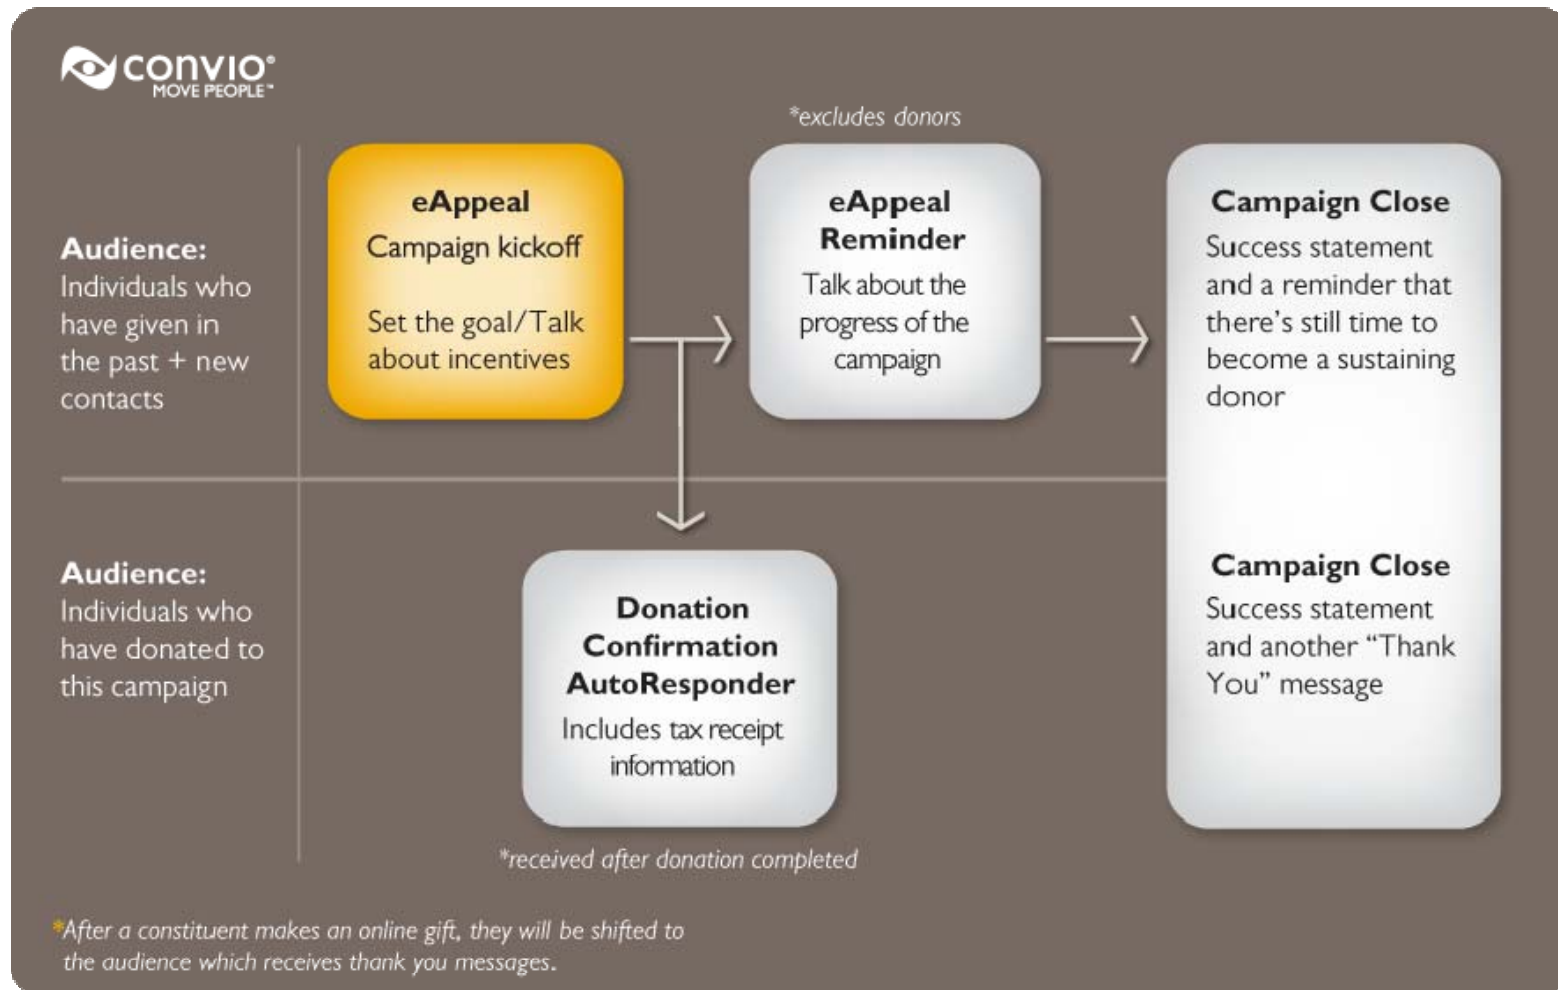 CONVIO®
MOVE PEOPLE™
*excludes donors
Audience:
Individuals who
have given in
the past + new
contacts
eAppeal
Campaign kickoff
Set the goal/Talk
about incentives
eAppeal
Reminder
Talk about the
progress of the
campaign
Campaign Close
Success statement
and a reminder that
there's still time to
become a sustaining
donor
Audience:
Individuals who
have donated to
this campaign
Donation
Confirmation
AutoResponder
Includes tax receipt
information
*received after donation completed
Campaign Close
Success statement
and another “Thank
You” message
*After a constituent makes an online gift, they will be shifted to
the audience which receives thank you messages.